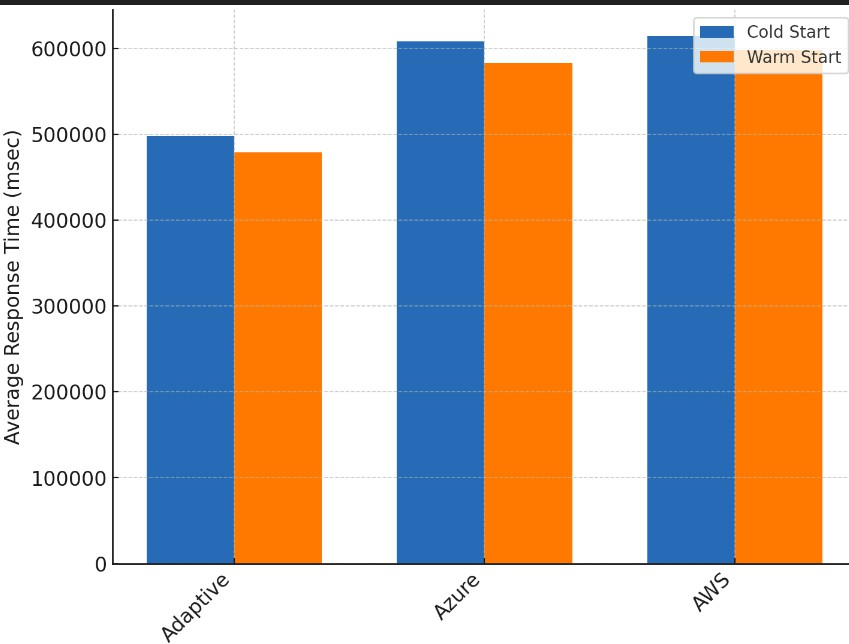 Cold Start
Warm Start
Average Response Time (msec)
600000
500000
400000
300000
200000
100000
0
Adaptive
Azure
AWS